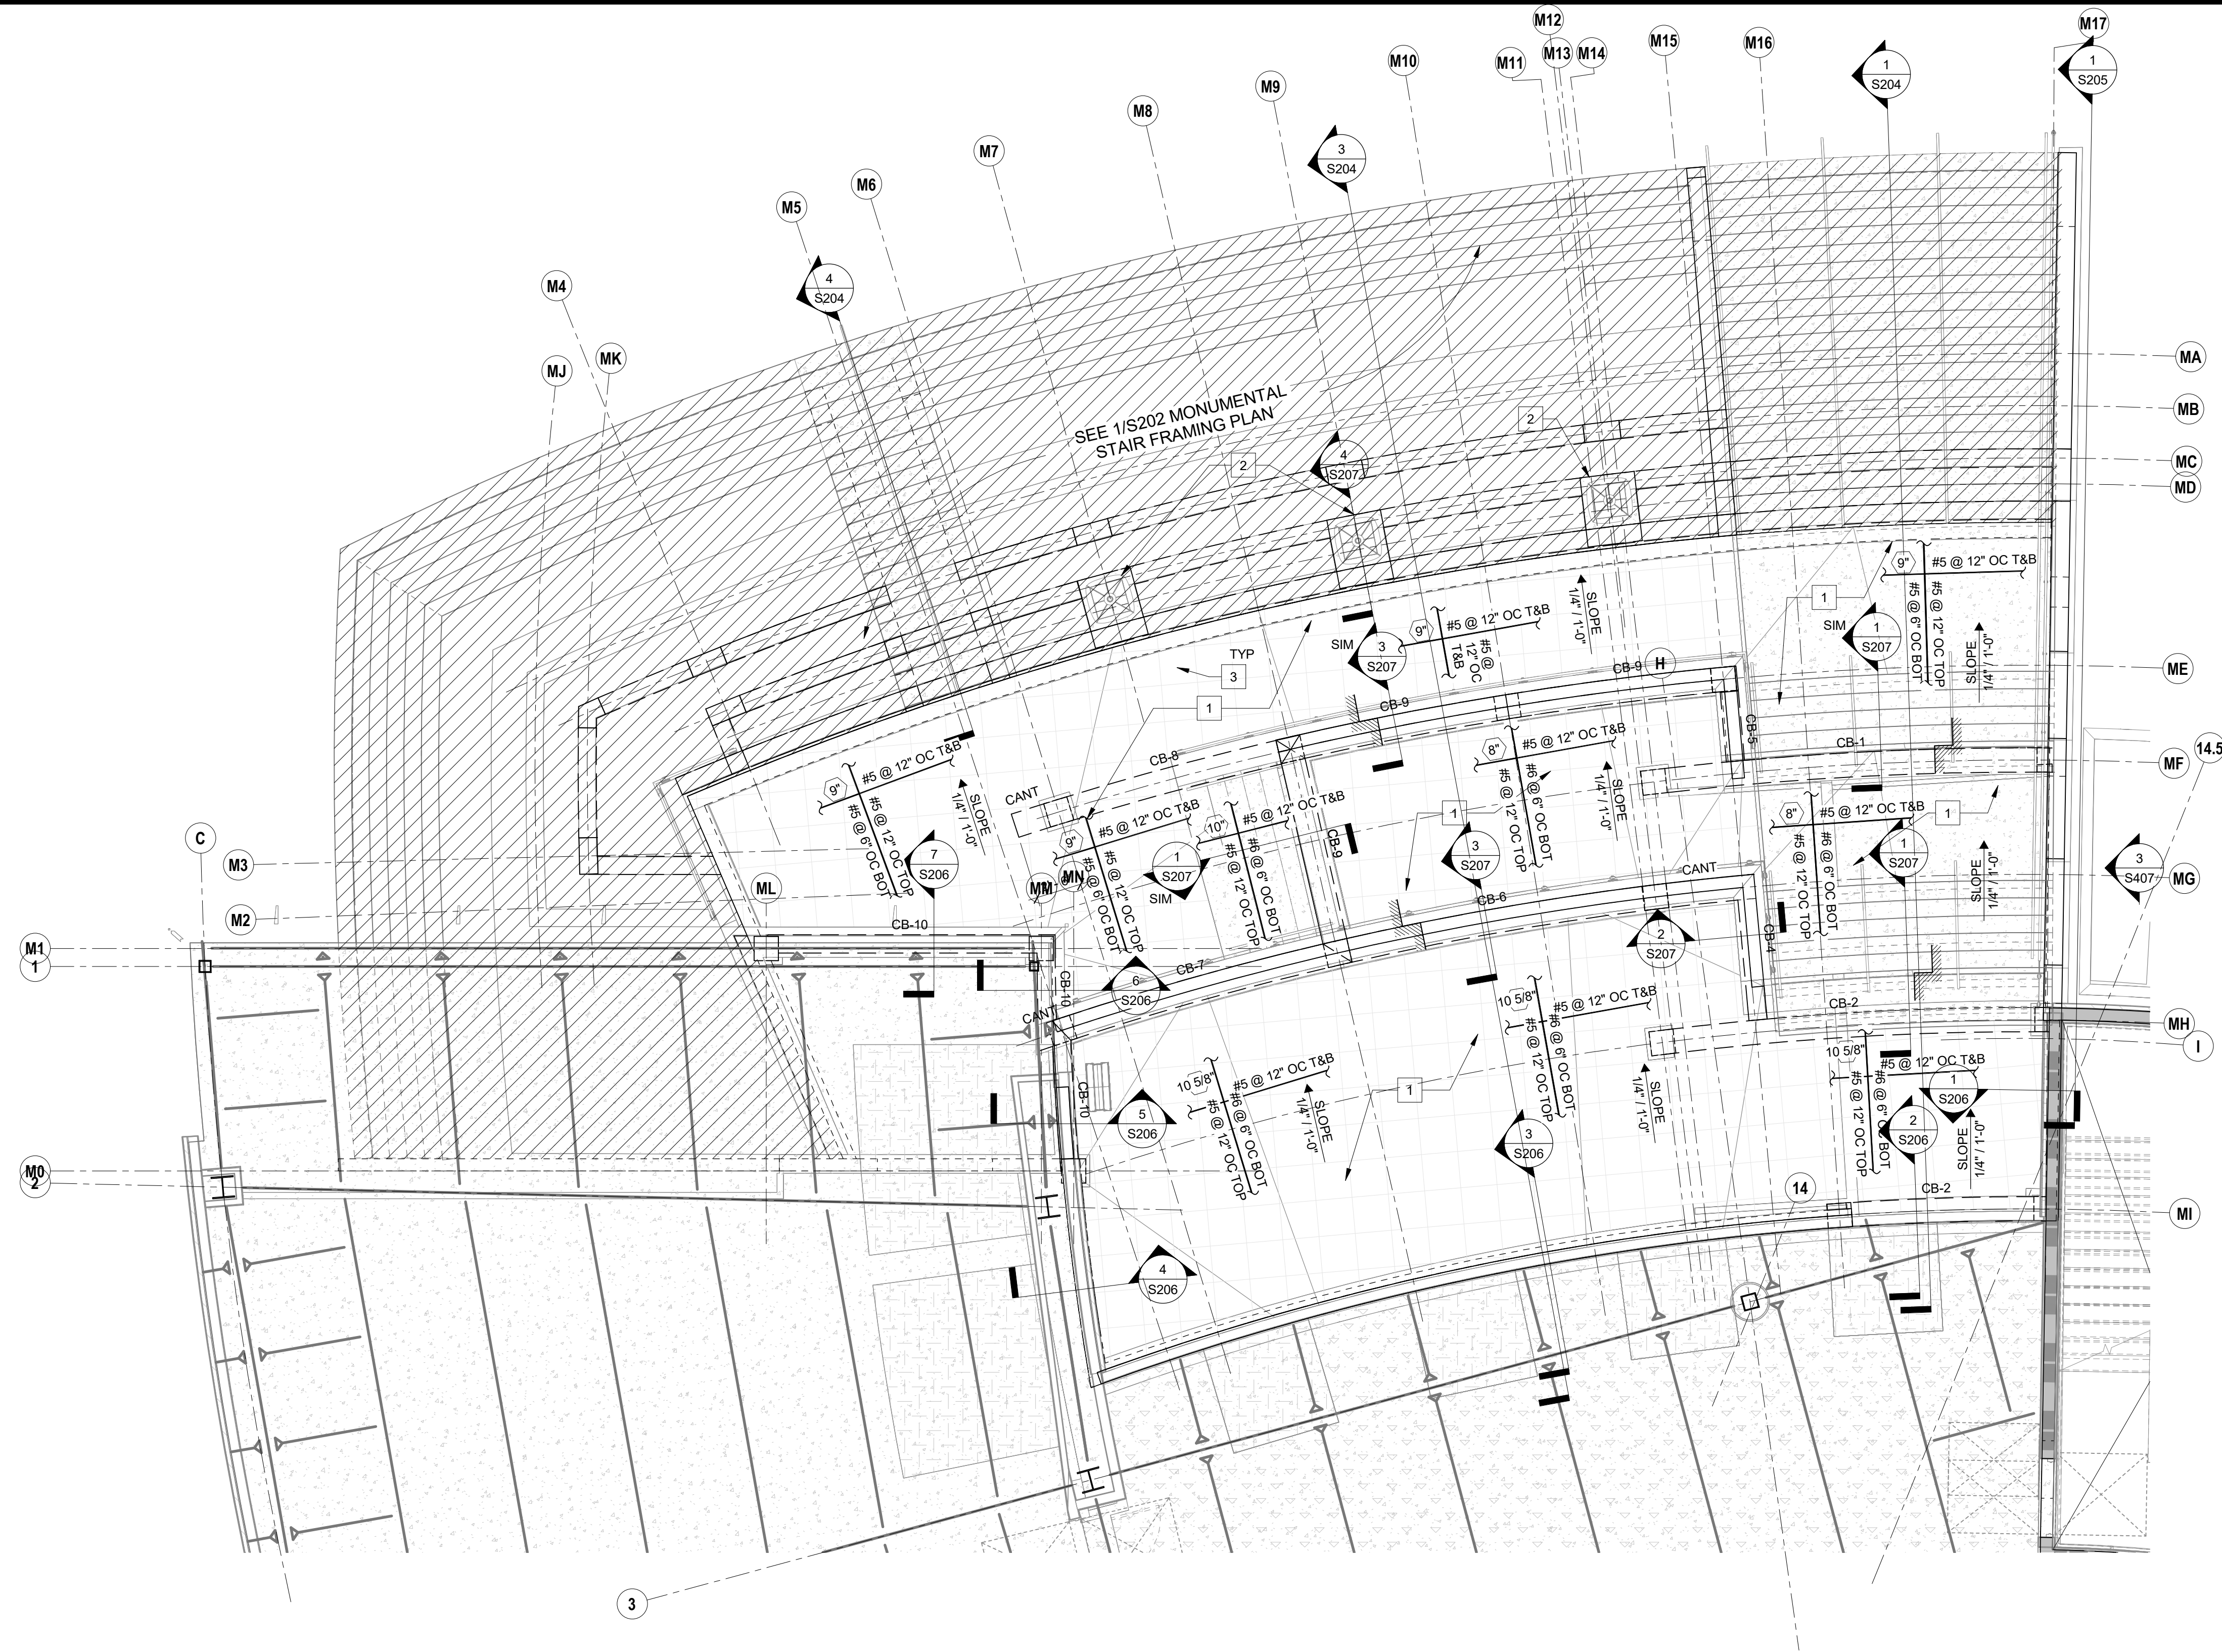 M12
M17
M13
M14
M15
M16
M11
M10
M9
M8
M7
M6
M5
M4
MJ
MK
1
S204
1
S205
3
S204
4
S204
MA
MB
MC
MD
ME
MF
14.5
MG
MH
I
MI
SEE 1/S202 MONUMENTAL
STAIR FRAMING PLAN
2
2
4
S207
9"
#5 @ 12" OC T&B
#5 @ 6" OC BOT
#5 @ 12" OC TOP
1
SIM
1
S207
SLOPE
1/4" / 1'-0"
SLOPE
1/4" / 1'-0"
9"
#5 @ 12" OC T&B
#5 @
12" OC
T&B
SIM
3
S207
TYP
3
1
CB-9
H
CB-9
CB-8
CB-5
CB-1
8"
#5 @ 12" OC T&B
#5 @ 12" OC TOP
#6 @ 6" OC BOT
SLOPE
1/4" / 1'-0"
9"
#5 @ 12" OC T&B
#5 @ 6" OC BOT
#5 @ 12" OC TOP
SLOPE
1/4" / 1'-0"
CANT
9"
#5 @ 12" OC T&B
#5 @ 6" OC BOT
#5 @ 12" OC TOP
10"
#5 @ 12" OC T&B
#5 @ 12" OC TOP
#6 @ 6" OC BOT
CB-9
1
8"
#5 @ 12" OC T&B
#5 @ 12" OC TOP
#6 @ 6" OC BOT
1
1
S207
SLOPE
1/4" / 1'-0"
3
S407
C
M3
M2
M1
1
7
S206
ML
MM
MN
1
S207
SIM
3
S207
CANT
CB-6
CB-10
CB-7
6
S206
CB-10
CANT
2
S207
CB-4
CB-2
10 5/8"
#5 @ 12" OC T&B
#5 @ 12" OC TOP
#6 @ 6" OC BOT
10 5/8"
#5 @ 12" OC T&B
#5 @ 12" OC TOP
#6 @ 6" OC BOT
1
S206
2
S206
SLOPE
1/4" / 1'-0"
10 5/8"
#5 @ 12" OC T&B
#5 @ 12" OC TOP
#6 @ 6" OC BOT
SLOPE
1/4" / 1'-0"
1
SLOPE
1/4" / 1'-0"
CB-10
5
S206
3
S206
M0
2
14
CB-2
4
S206
3